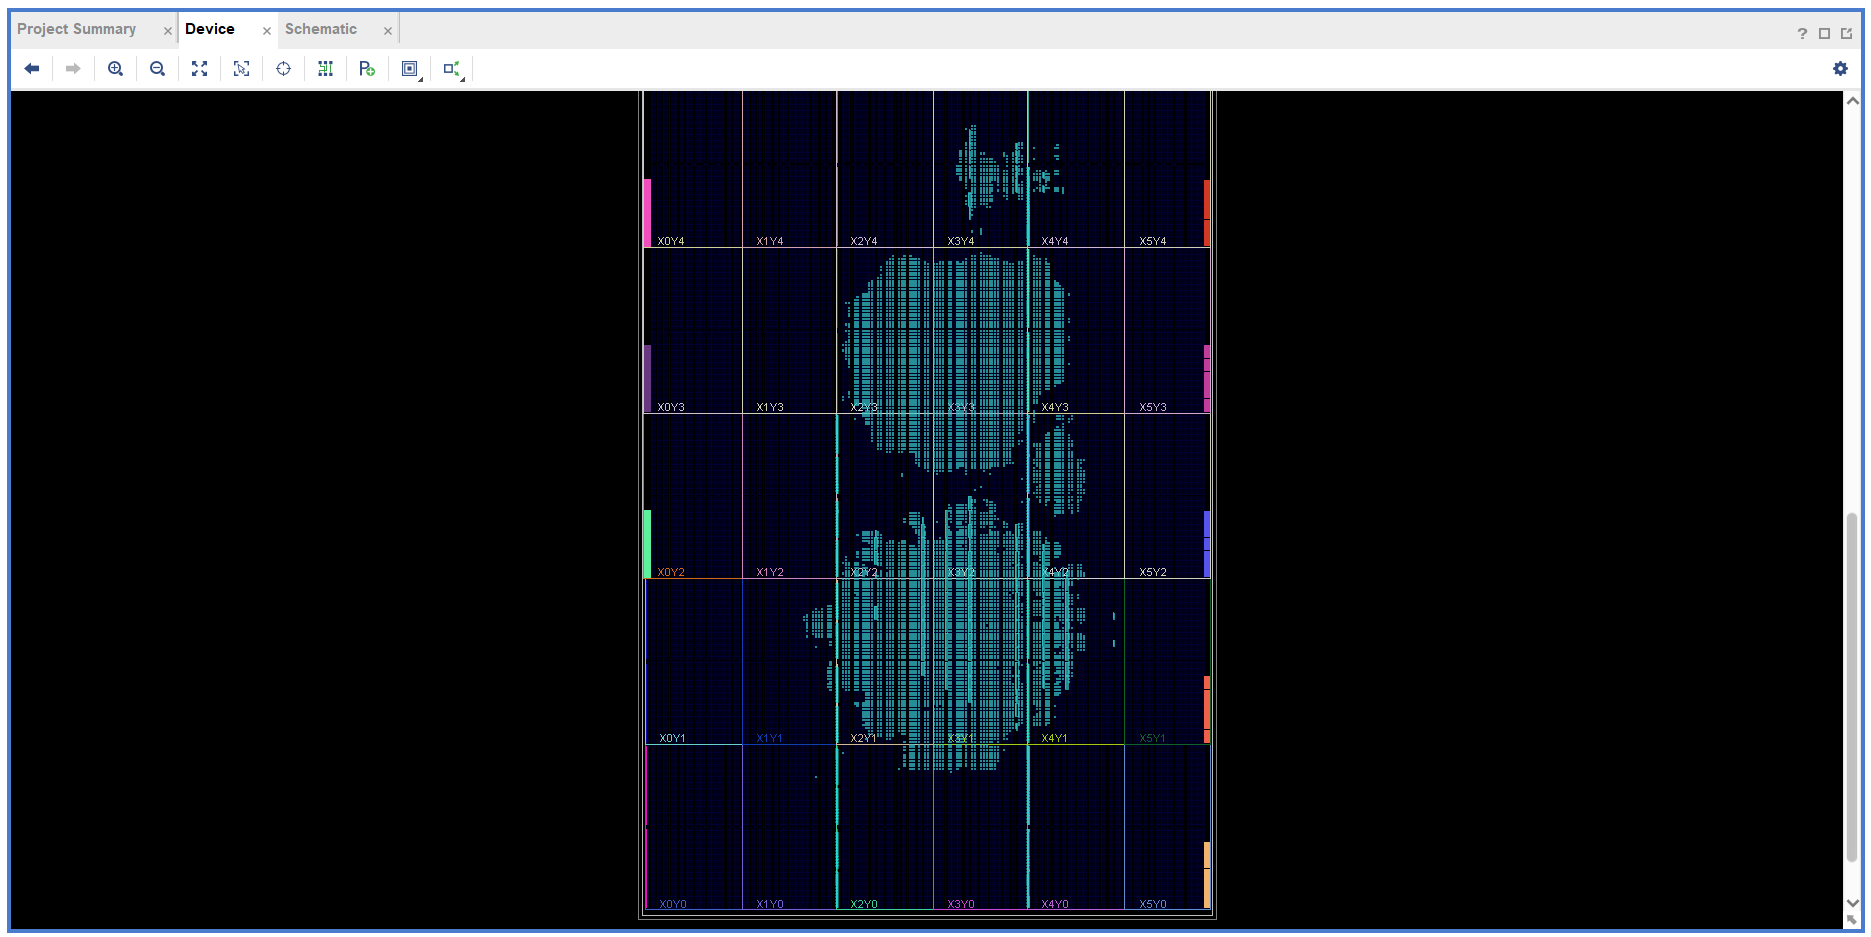 Project Summary × Device × Schematic ×
?
X0Y4 X1Y4 X2Y4 X3Y4 X4Y4 X5Y4
X0Y3 X1Y3 X2Y3 X3Y3 X4Y3 X5Y3
X0Y2 X1Y2 X2Y2 X3Y2 X4Y2 X5Y2
X0Y1 X1Y1 X2Y1 X3Y1 X4Y1 X5Y1
X0Y0 X1Y0 X2Y0 X3Y0 X4Y0 X5Y0